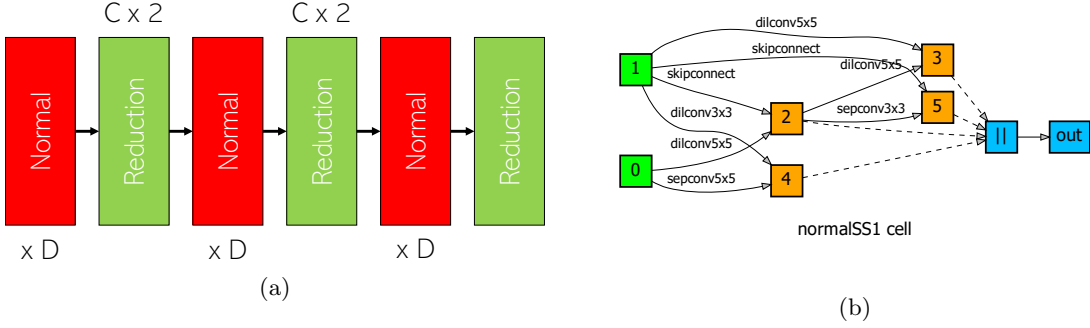 C x 2
C x 2
Normal
Reduction
Normal
Reduction
Normal
Reduction
x D
x D
x D
(a)
dilconv5x5
skipconnect
dilconv5x5
skipconnect
dilconv3x3
sepconv3x3
dilconv5x5
sepconv5x5
1
0
2
4
3
5
||
out
normalSS1 cell
(b)